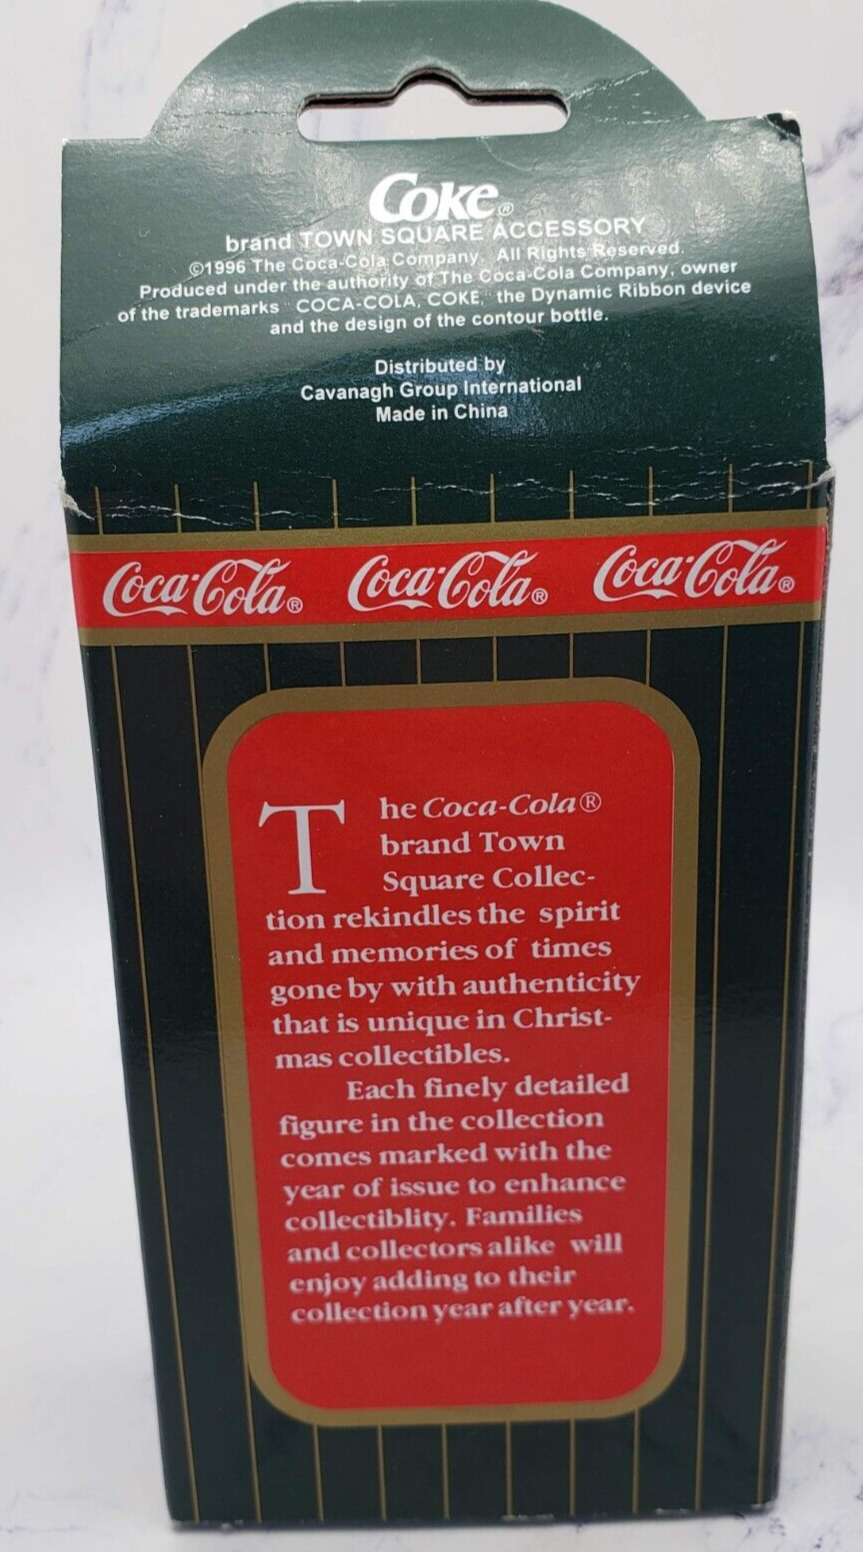 Coke®
brand TOWN SQUARE ACCESSORY
©1996 The Coca-Cola Company. All Rights Reserved.
Produced under the authority of The Coca-Cola Company, owner
of the trademarks COCA-COLA, COKE, the Dynamic Ribbon device
and the design of the contour bottle.
Distributed by
Cavanagh Group International
Made in China
Coca-Cola® Coca-Cola® Coca-Cola®
The Coca-Cola®
brand Town
Square Collec-
tion rekindles the spirit
and memories of times
gone by with authenticity
that is unique in Christ-
mas collectibles.
Each finely detailed
figure in the collection
comes marked with the
year of issue to enhance
collectiblity. Families
and collectors alike will
enjoy adding to their
collection year after year.